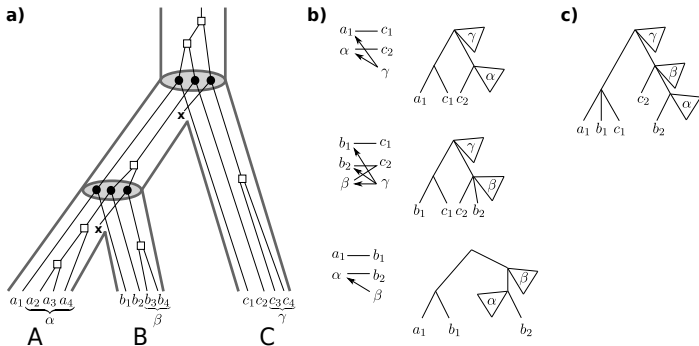 a)
x
x
a₁ a₂ a₃ a₄ b₁ b₂ b₃ b₄ c₁ c₂ c₃ c₄
α β γ
A B C
b)
a₁ c₁
α c₂
γ
γ
α
a₁ c₁ c₂
b₁ c₁
b₂ c₂
β γ
γ
β
b₁ c₁ c₂ b₂
a₁ b₁
α b₂
β
β
α
a₁ b₁ b₂
c)
γ
β
c₂ α
a₁ b₁ c₁ b₂